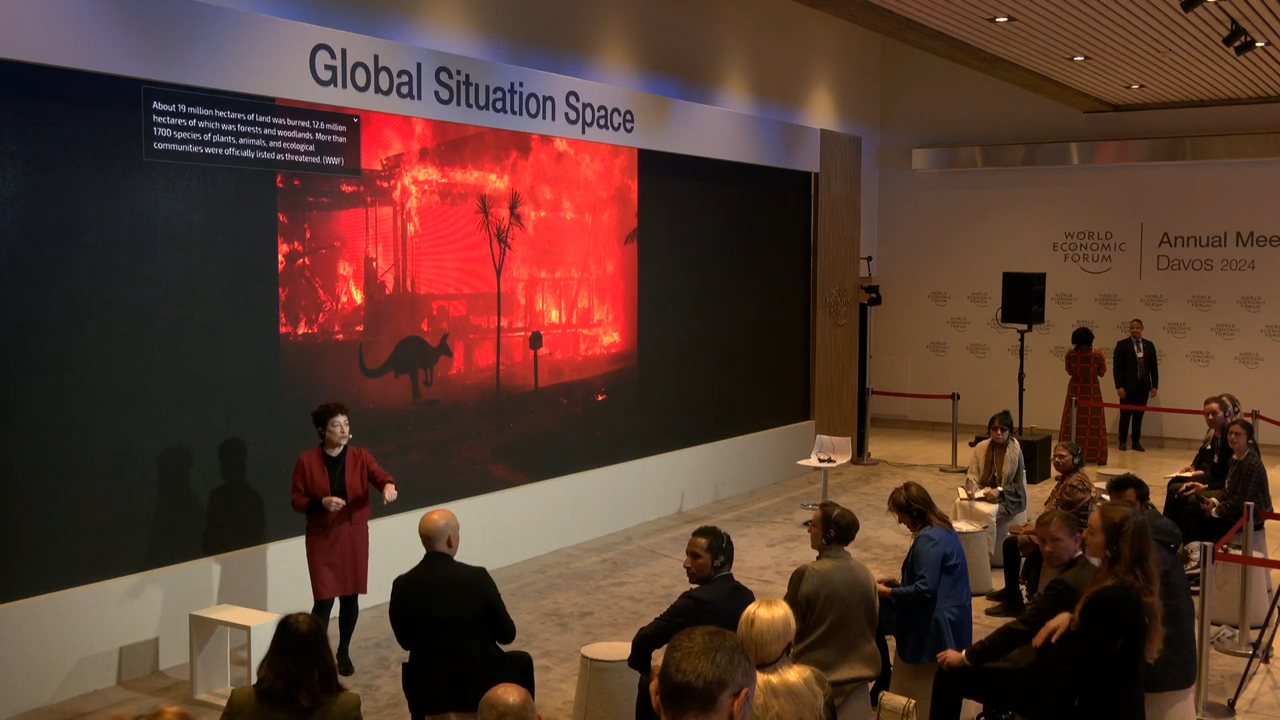 Global Situation Space
About 19 million hectares of land was burned, 12.6 million
hectares of which was forests and woodlands. More than
1700 species of plants, animals, and ecological
communities were officially listed as threatened. (WWF)
WORLD
ECONOMIC
FORUM
Annual Mee
Davos 2024